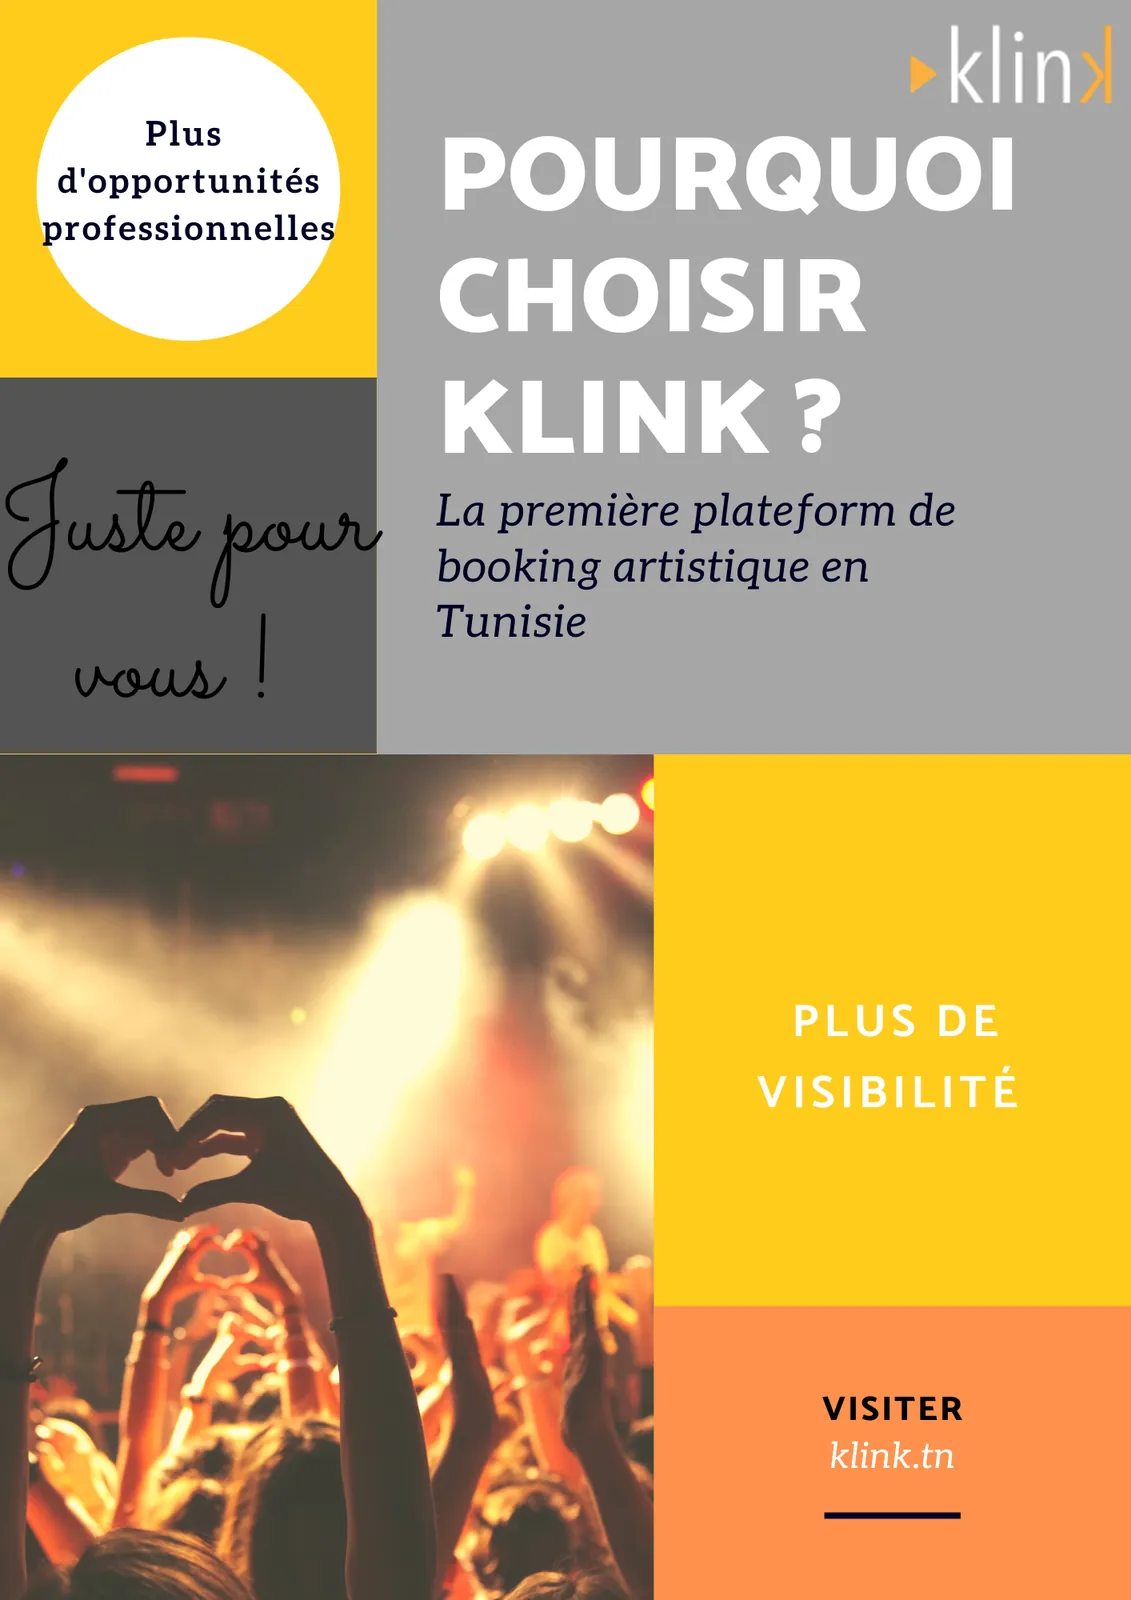 klink
Plus
d'opportunités
professionnelles
POURQUOI
CHOISIR
KLINK ?
La première plateform de
booking artistique en
Tunisie
Juste pour
vous !
PLUS DE
VISIBILITÉ
VISITER
klink.tn